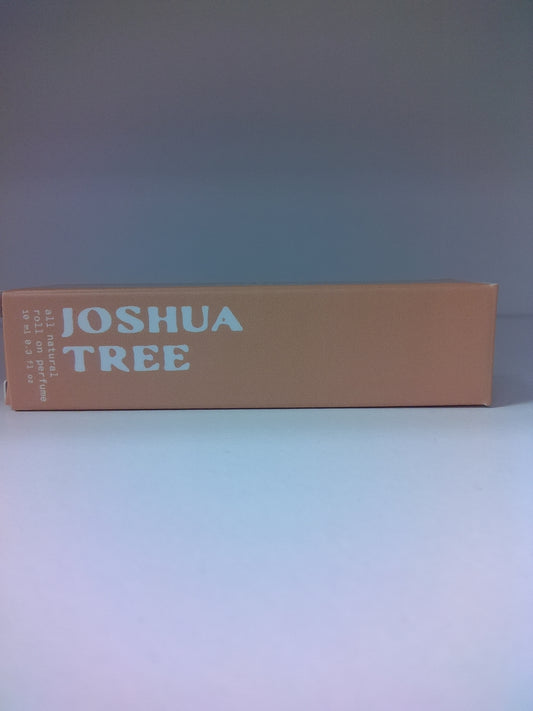 JOSHUA
TREE
all natural
roll on perfume
10 ml 0.3 fl oz